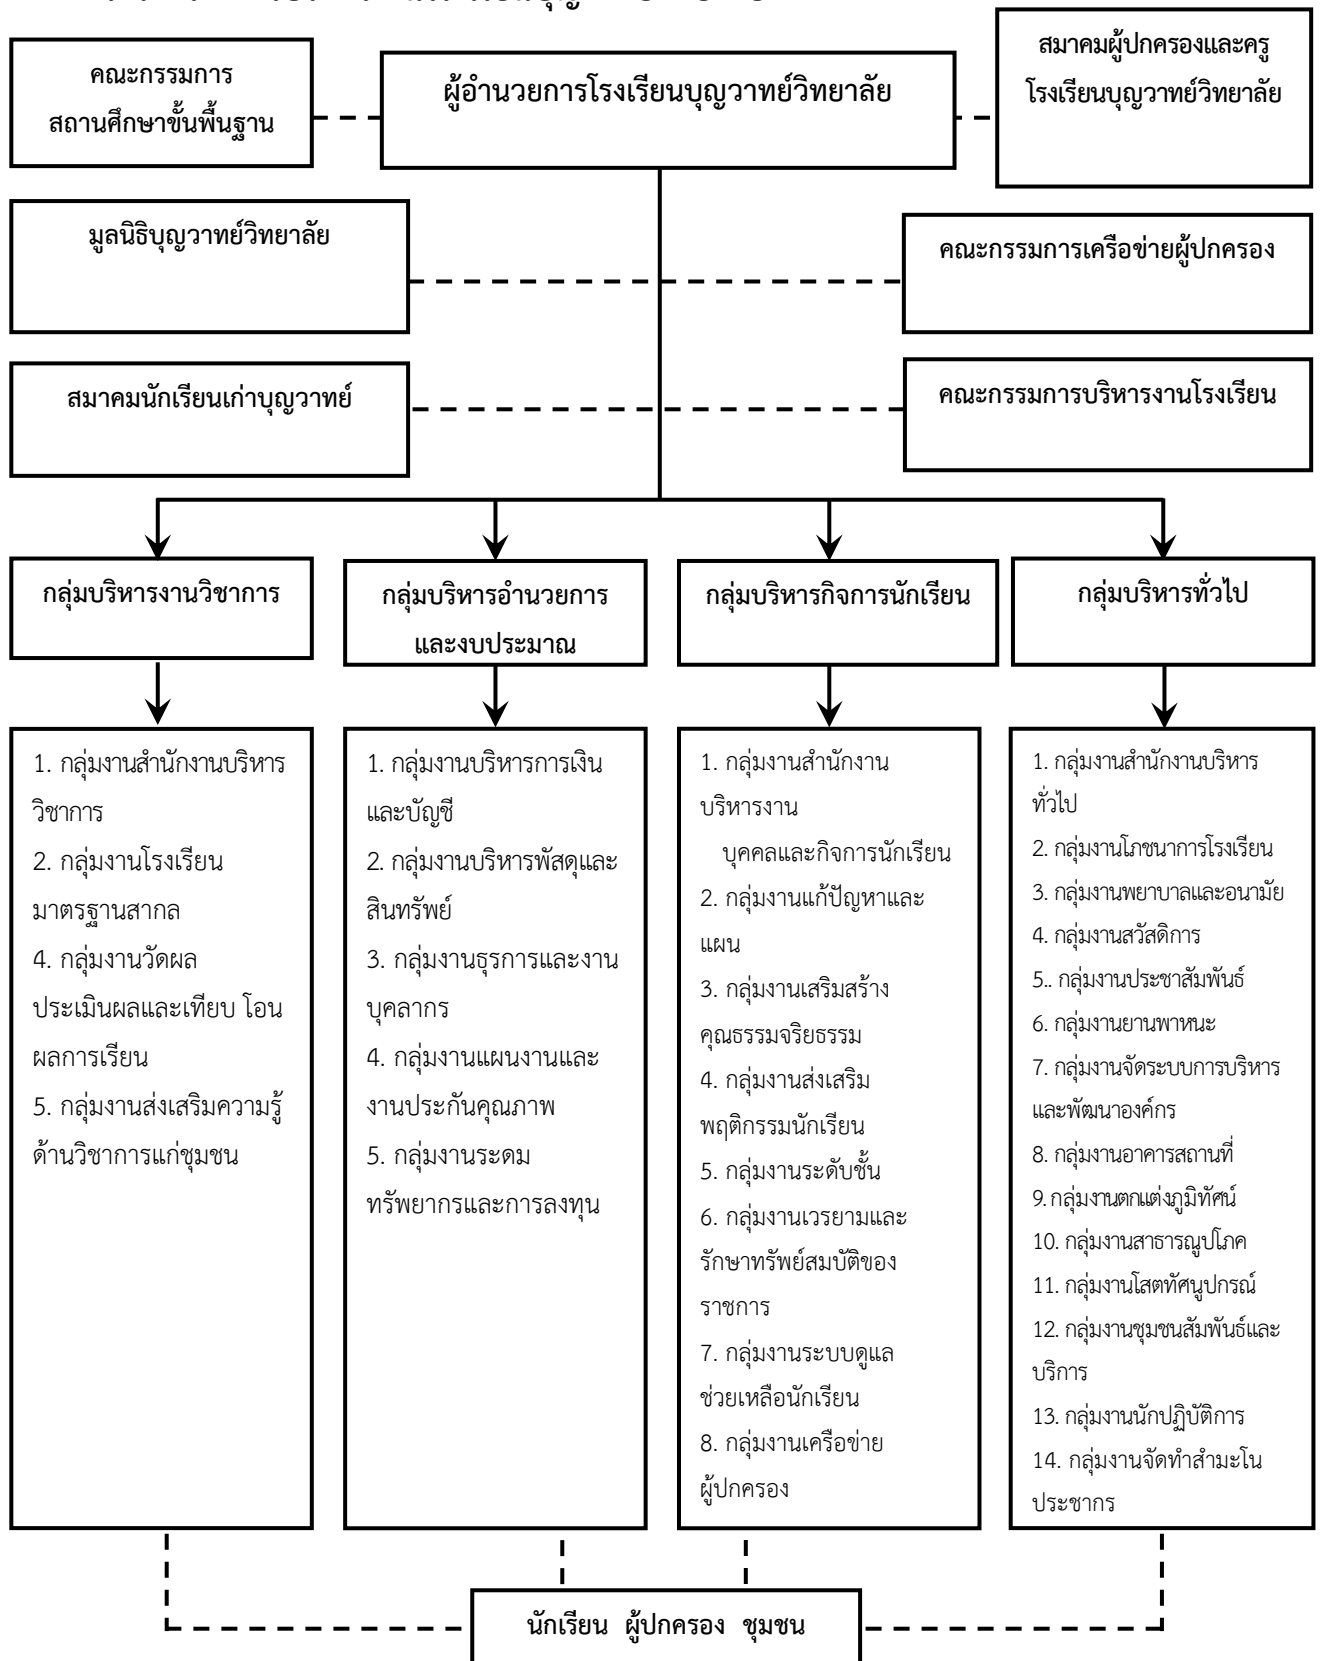 คณะกรรมการ
สถานศึกษาขั้นพื้นฐาน
ผู้อำนวยการโรงเรียนบุญวาทย์วิทยาลัย
สมาคมผู้ปกครองและครู
โรงเรียนบุญวาทย์วิทยาลัย
มูลนิธิบุญวาทย์วิทยาลัย
คณะกรรมการเครือข่ายผู้ปกครอง
สมาคมนักเรียนเก่าบุญวาทย์
คณะกรรมการบริหารงานโรงเรียน
กลุ่มบริหารงานวิชาการ
กลุ่มบริหารอำนวยการ
และงบประมาณ
กลุ่มบริหารกิจการนักเรียน
กลุ่มบริหารทั่วไป
1. กลุ่มงานสำนักงานบริหาร
วิชาการ
2. กลุ่มงานโรงเรียน
มาตรฐานสากล
4. กลุ่มงานวัดผล
ประเมินผลและเทียบ โอน
ผลการเรียน
5. กลุ่มงานส่งเสริมความรู้
ด้านวิชาการแก่ชุมชน
1. กลุ่มงานบริหารการเงิน
และบัญชี
2. กลุ่มงานบริหารพัสดุและ
สินทรัพย์
3. กลุ่มงานธุรการและงาน
บุคลากร
4. กลุ่มงานแผนงานและ
งานประกันคุณภาพ
5. กลุ่มงานระดม
ทรัพยากรและการลงทุน
1. กลุ่มงานสำนักงาน
บริหารงาน
บุคคลและกิจการนักเรียน
2. กลุ่มงานแก้ปัญหาและ
แผน
3. กลุ่มงานเสริมสร้าง
คุณธรรมจริยธรรม
4. กลุ่มงานส่งเสริม
พฤติกรรมนักเรียน
5. กลุ่มงานระดับชั้น
6. กลุ่มงานเวรยามและ
รักษาทรัพย์สมบัติของ
ราชการ
7. กลุ่มงานระบบดูแล
ช่วยเหลือนักเรียน
8. กลุ่มงานเครือข่าย
ผู้ปกครอง
1. กลุ่มงานสำนักงานบริหาร
ทั่วไป
2. กลุ่มงานโภชนาการโรงเรียน
3. กลุ่มงานพยาบาลและอนามัย
4. กลุ่มงานสวัสดิการ
5.. กลุ่มงานประชาสัมพันธ์
6. กลุ่มงานยานพาหนะ
7. กลุ่มงานจัดระบบการบริหาร
และพัฒนาองค์กร
8. กลุ่มงานอาคารสถานที่
9. กลุ่มงานตกแต่งภูมิทัศน์
10. กลุ่มงานสาธารณูปโภค
11. กลุ่มงานโสตทัศนูปกรณ์
12. กลุ่มงานชุมชนสัมพันธ์และ
บริการ
13. กลุ่มงานนักปฏิบัติการ
14. กลุ่มงานจัดทำสำมะโน
ประชากร
นักเรียน ผู้ปกครอง ชุมชน